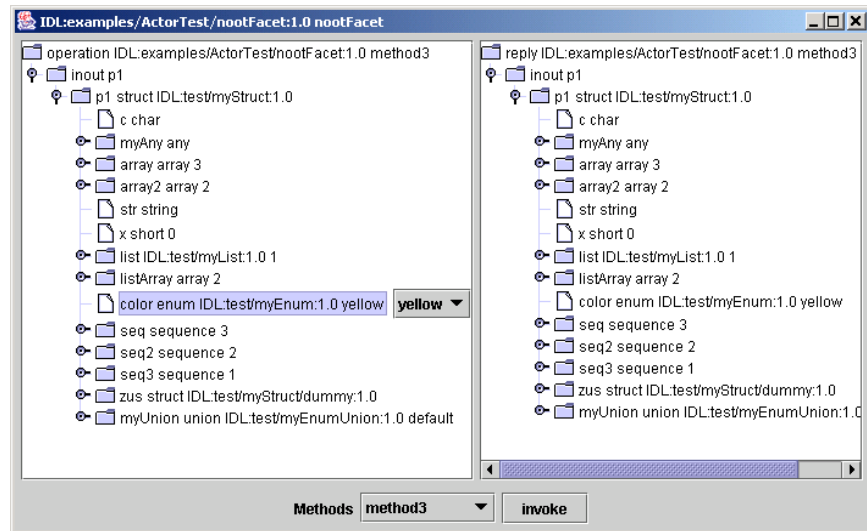 IDL:examples/ActorTest/nootFacet:1.0 nootFacet
operation IDL:examples/ActorTest/nootFacet:1.0 method3
inout p1
p1 struct IDL:test/myStruct:1.0
c char
myAny any
array array 3
array2 array 2
str string
x short 0
list IDL:test/myList:1.0 1
listArray array 2
color enum IDL:test/myEnum:1.0 yellow
yellow
seq sequence 3
seq2 sequence 2
seq3 sequence 1
zus struct IDL:test/myStruct/dummy:1.0
myUnion union IDL:test/myEnumUnion:1.0 default
reply IDL:examples/ActorTest/nootFacet:1.0 method3
inout p1
p1 struct IDL:test/myStruct:1.0
c char
myAny any
array array 3
array2 array 2
str string
x short 0
list IDL:test/myList:1.0 1
listArray array 2
color enum IDL:test/myEnum:1.0 yellow
seq sequence 3
seq2 sequence 2
seq3 sequence 1
zus struct IDL:test/myStruct/dummy:1.0
myUnion union IDL:test/myEnumUnion:1.0
Methods method3 invoke